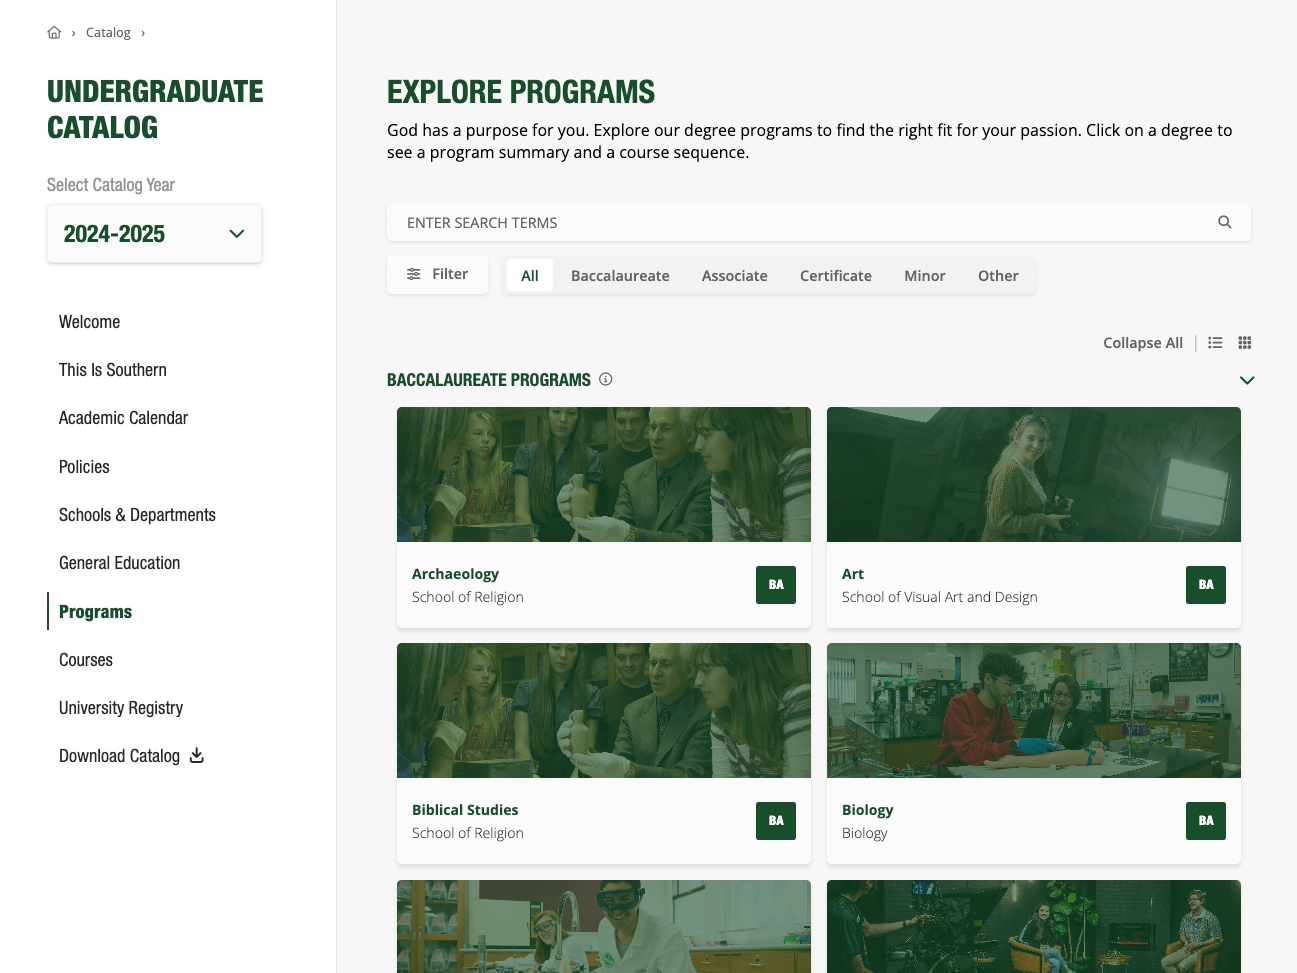 Catalog
UNDERGRADUATE
CATALOG
Select Catalog Year
2024-2025
Welcome
This Is Southern
Academic Calendar
Policies
Schools & Departments
General Education
Programs
Courses
University Registry
Download Catalog
EXPLORE PROGRAMS
God has a purpose for you. Explore our degree programs to find the right fit for your passion. Click on a degree to
see a program summary and a course sequence.
ENTER SEARCH TERMS
Filter
All Baccalaureate Associate Certificate Minor Other
Collapse All
BACCALAUREATE PROGRAMS
Archaeology
School of Religion
BA
Art
School of Visual Art and Design
BA
Biblical Studies
School of Religion
BA
Biology
Biology
BA